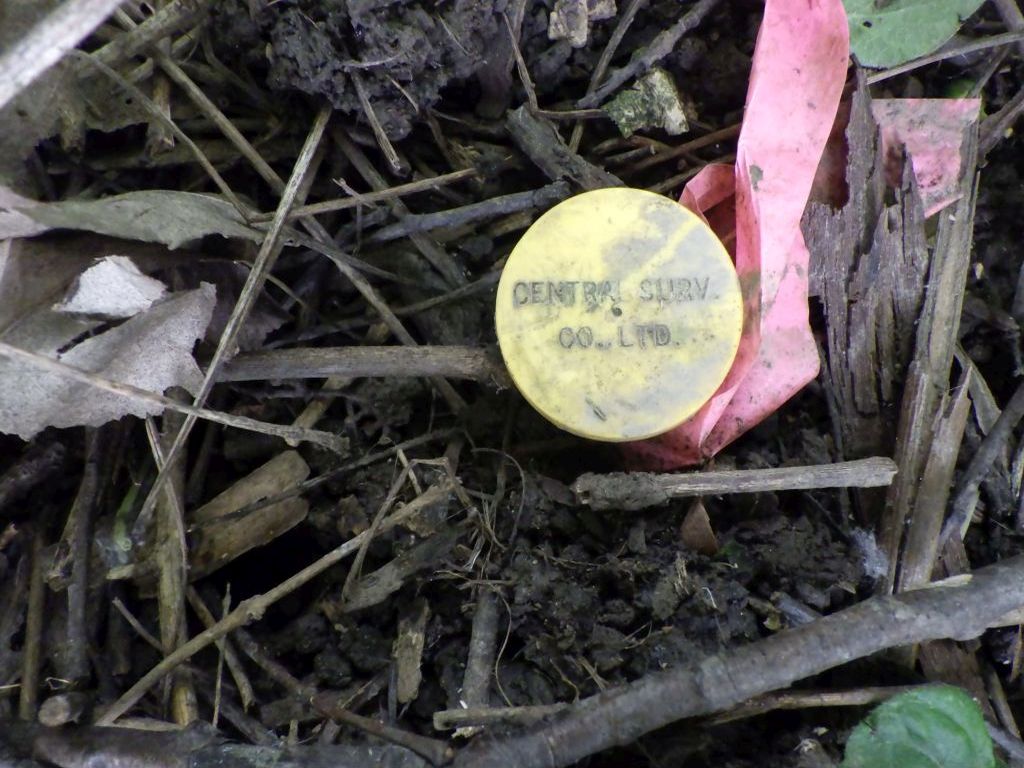 CENTRAL SURV.
CO., LTD.